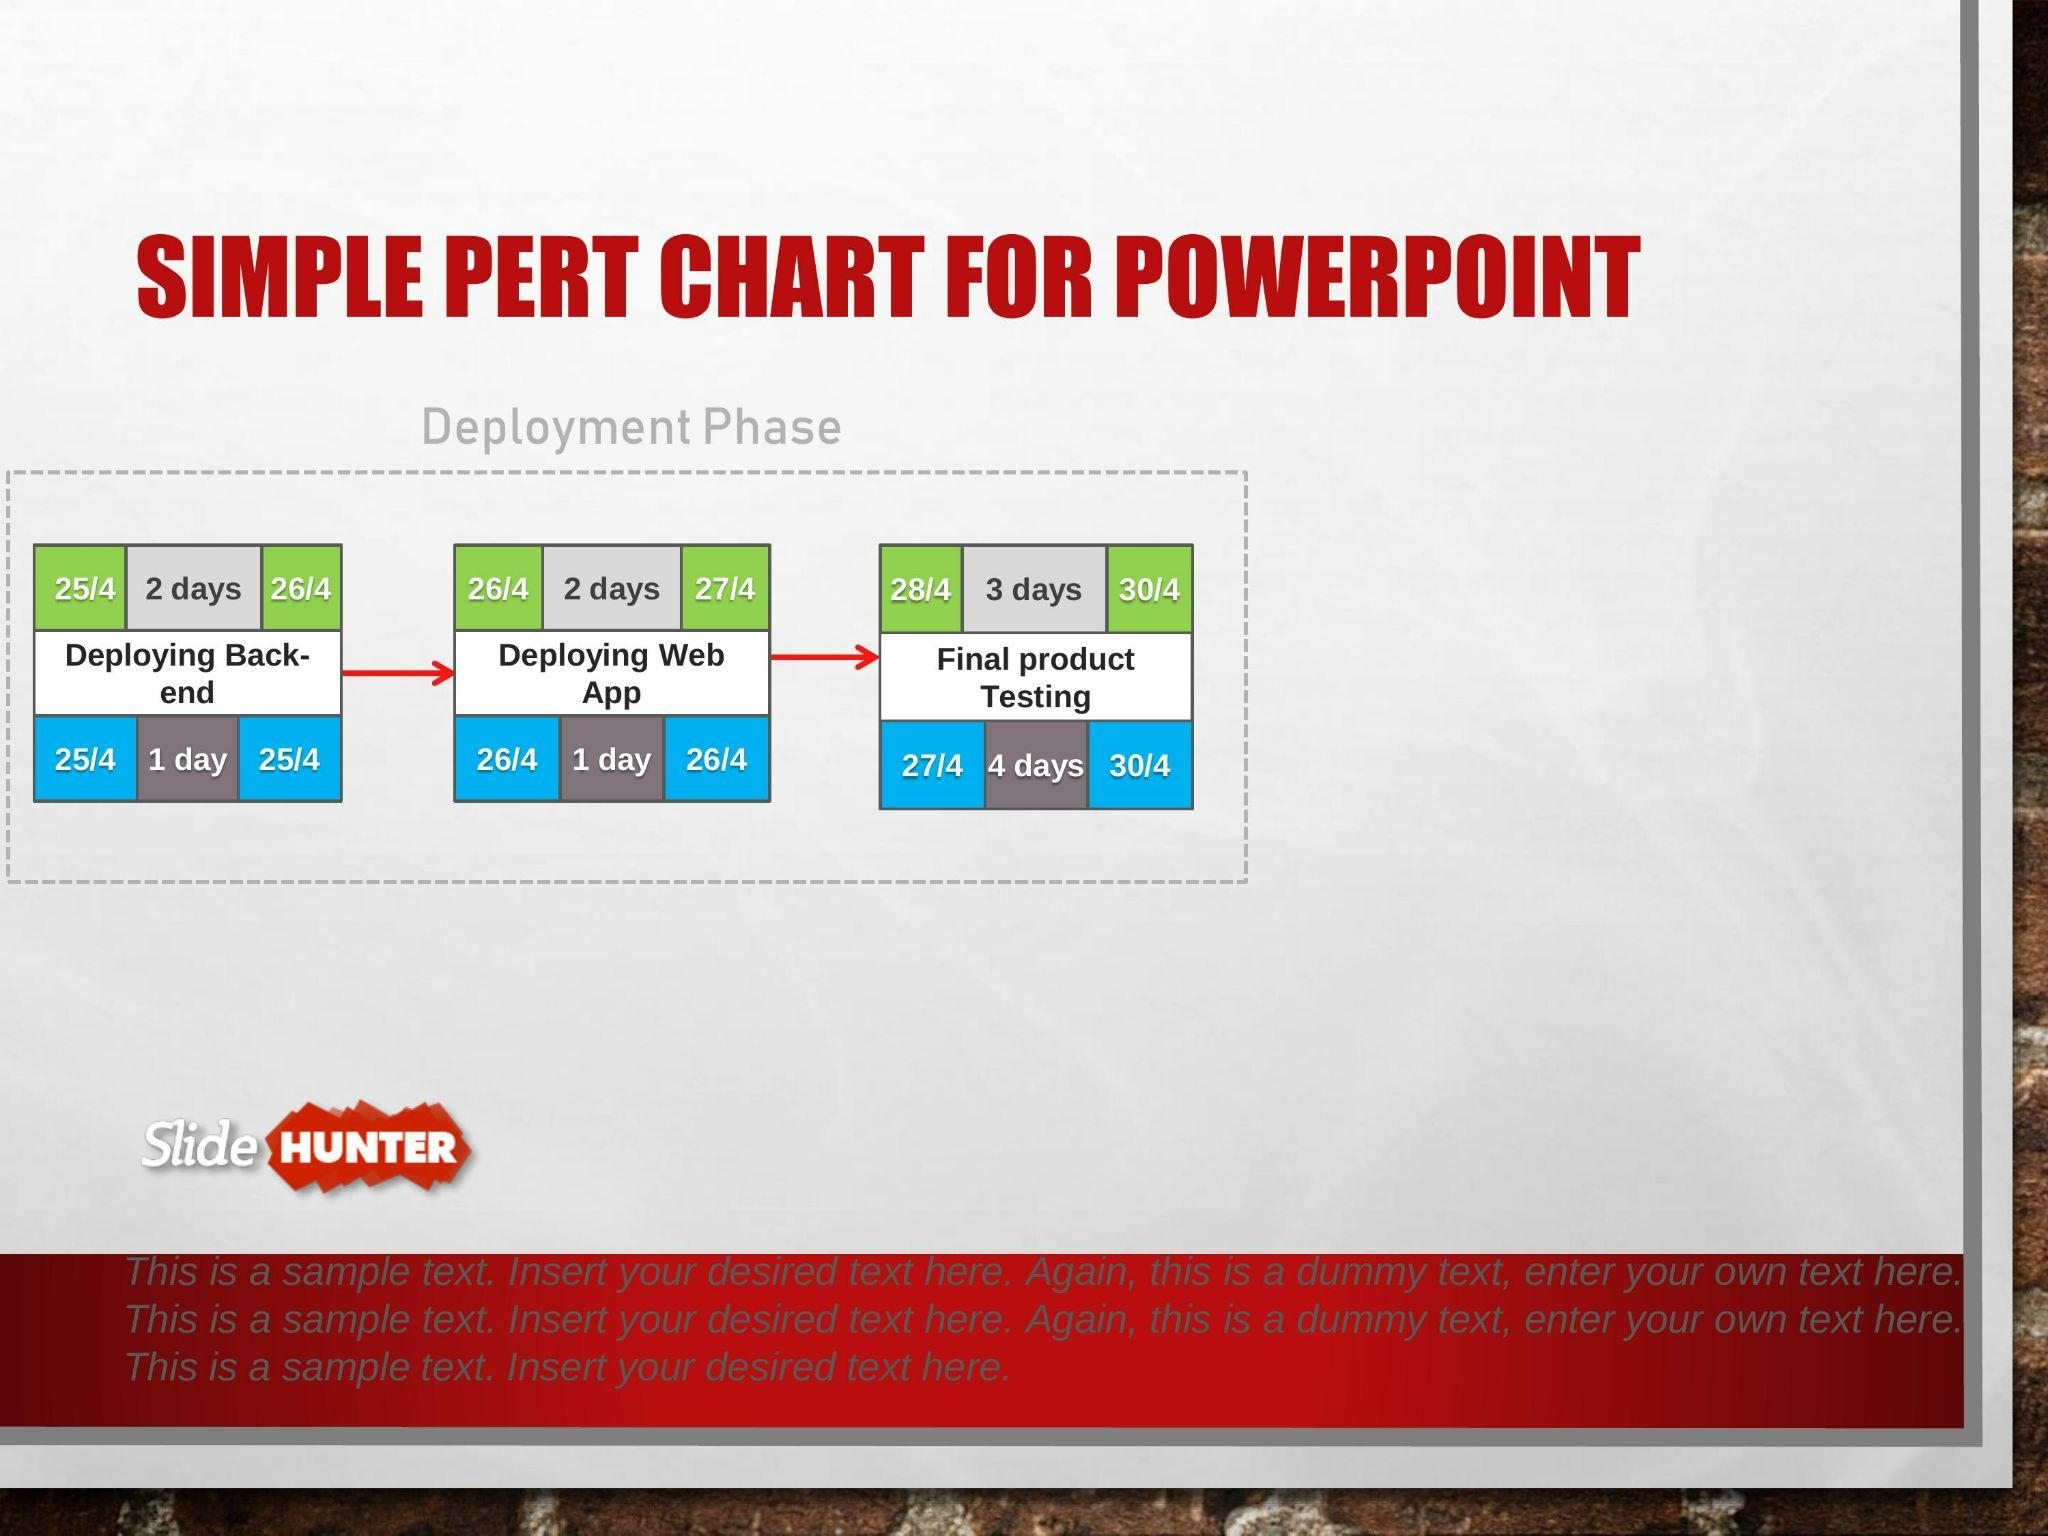 SIMPLE PERT CHART FOR POWERPOINT
Deployment Phase
25/4 2 days 26/4
Deploying Back-
end
25/4 1 day 25/4
26/4 2 days 27/4
Deploying Web
App
26/4 1 day 26/4
28/4 3 days 30/4
Final product
Testing
27/4 4 days 30/4
Slide HUNTER
This is a sample text. Insert your desired text here. Again, this is a dummy text, enter your own text here.
This is a sample text. Insert your desired text here. Again, this is a dummy text, enter your own text here.
This is a sample text. Insert your desired text here.